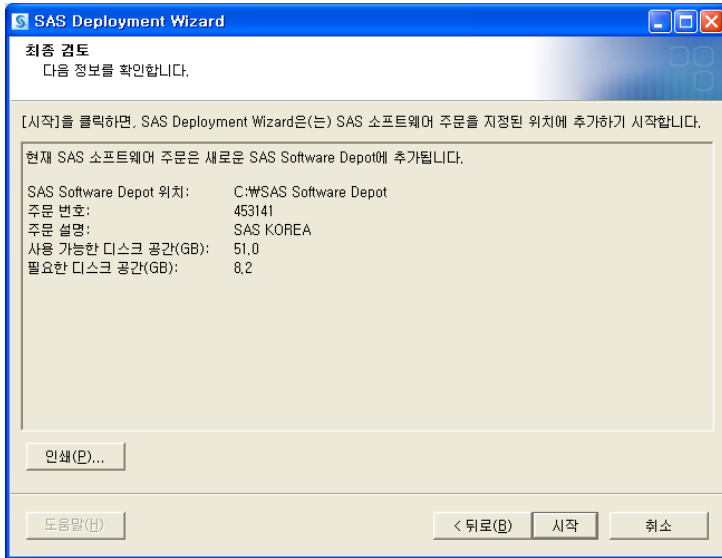 SAS Deployment Wizard
최종 검토
다음 정보를 확인합니다.
[시작]을 클릭하면, SAS Deployment Wizard은(는) SAS 소프트웨어 주문을 지정된 위치에 추가하기 시작합니다.
현재 SAS 소프트웨어 주문은 새로운 SAS Software Depot에 추가됩니다.
SAS Software Depot 위치: C:₩SAS Software Depot
주문 번호: 453141
주문 설명: SAS KOREA
사용 가능한 디스크 공간(GB): 51.0
필요한 디스크 공간(GB): 8.2
인쇄(P)...
도움말(H) < 뒤로(B) 시작 취소